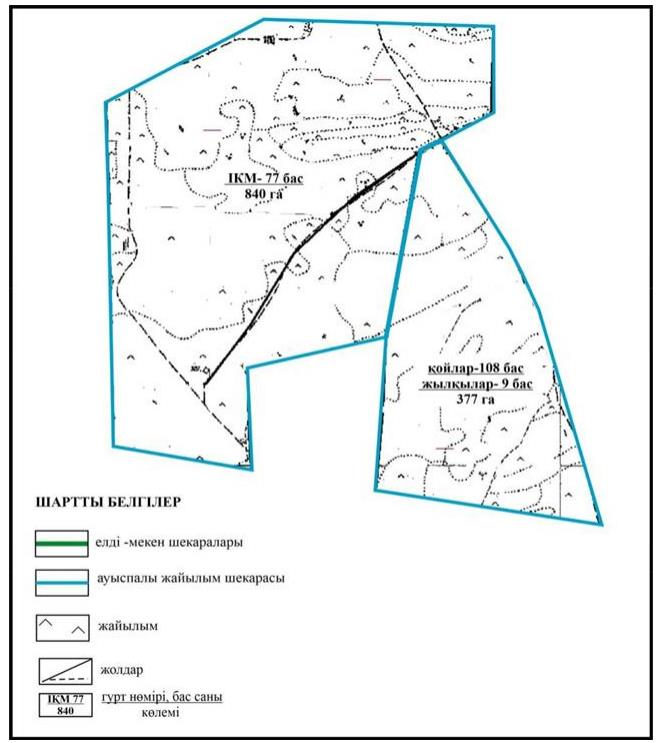 ІКМ- 77 бас
840 га
қойлар-108 бас
жылқылар- 9 бас
377 га
ШАРТТЫ БЕЛГІЛЕР
елді -мекен шекаралары
ауыспалы жайылым шекарасы
жайылым
жолдар
ІҚМ 77
840
гурт нөмірі, бас саны
көлемі